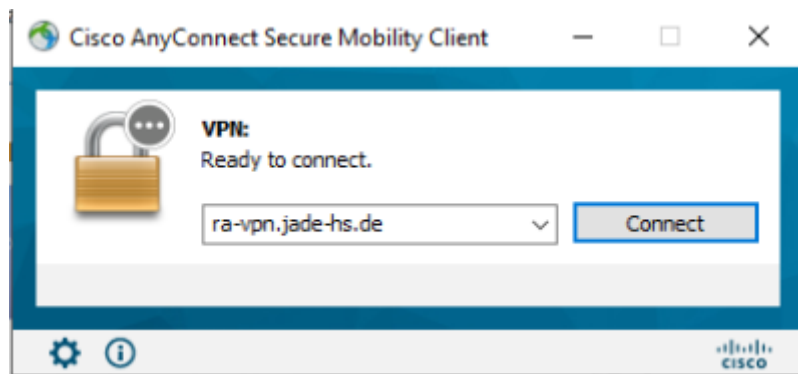 Cisco AnyConnect Secure Mobility Client
VPN:
Ready to connect.
ra-vpn.jade-hs.de
Connect
CISCO